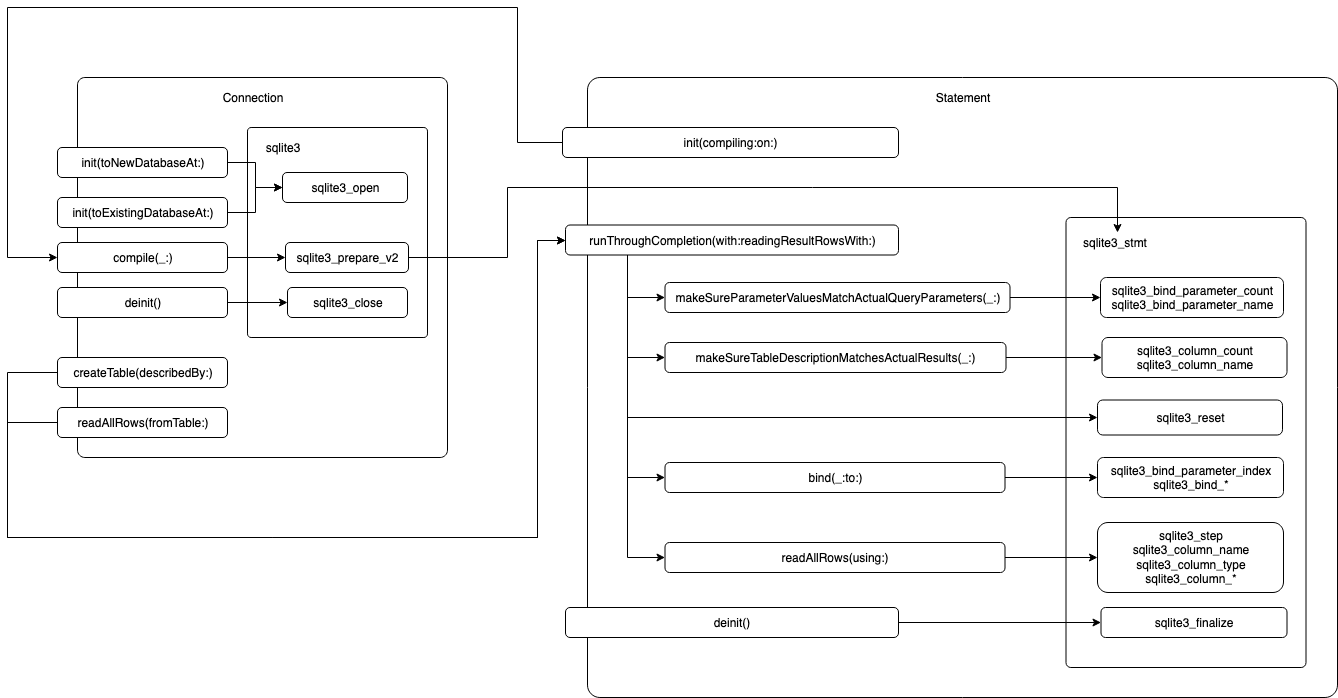 Connection
sqlite3
init(toNewDatabaseAt:)
sqlite3_open
init(toExistingDatabaseAt:)
compile(_:)
sqlite3_prepare_v2
deinit()
sqlite3_close
createTable(describedBy:)
readAllRows(fromTable:)
Statement
init(compiling:on:)
runThroughCompletion(with:readingResultRowsWith:)
sqlite3_stmt
makeSureParameterValuesMatchActualQueryParameters(_:)
sqlite3_bind_parameter_count
sqlite3_bind_parameter_name
makeSureTableDescriptionMatchesActualResults(_:)
sqlite3_column_count
sqlite3_column_name
sqlite3_reset
bind(_:to:)
sqlite3_bind_parameter_index
sqlite3_bind_*
readAllRows(using:)
sqlite3_step
sqlite3_column_name
sqlite3_column_type
sqlite3_column_*
deinit()
sqlite3_finalize